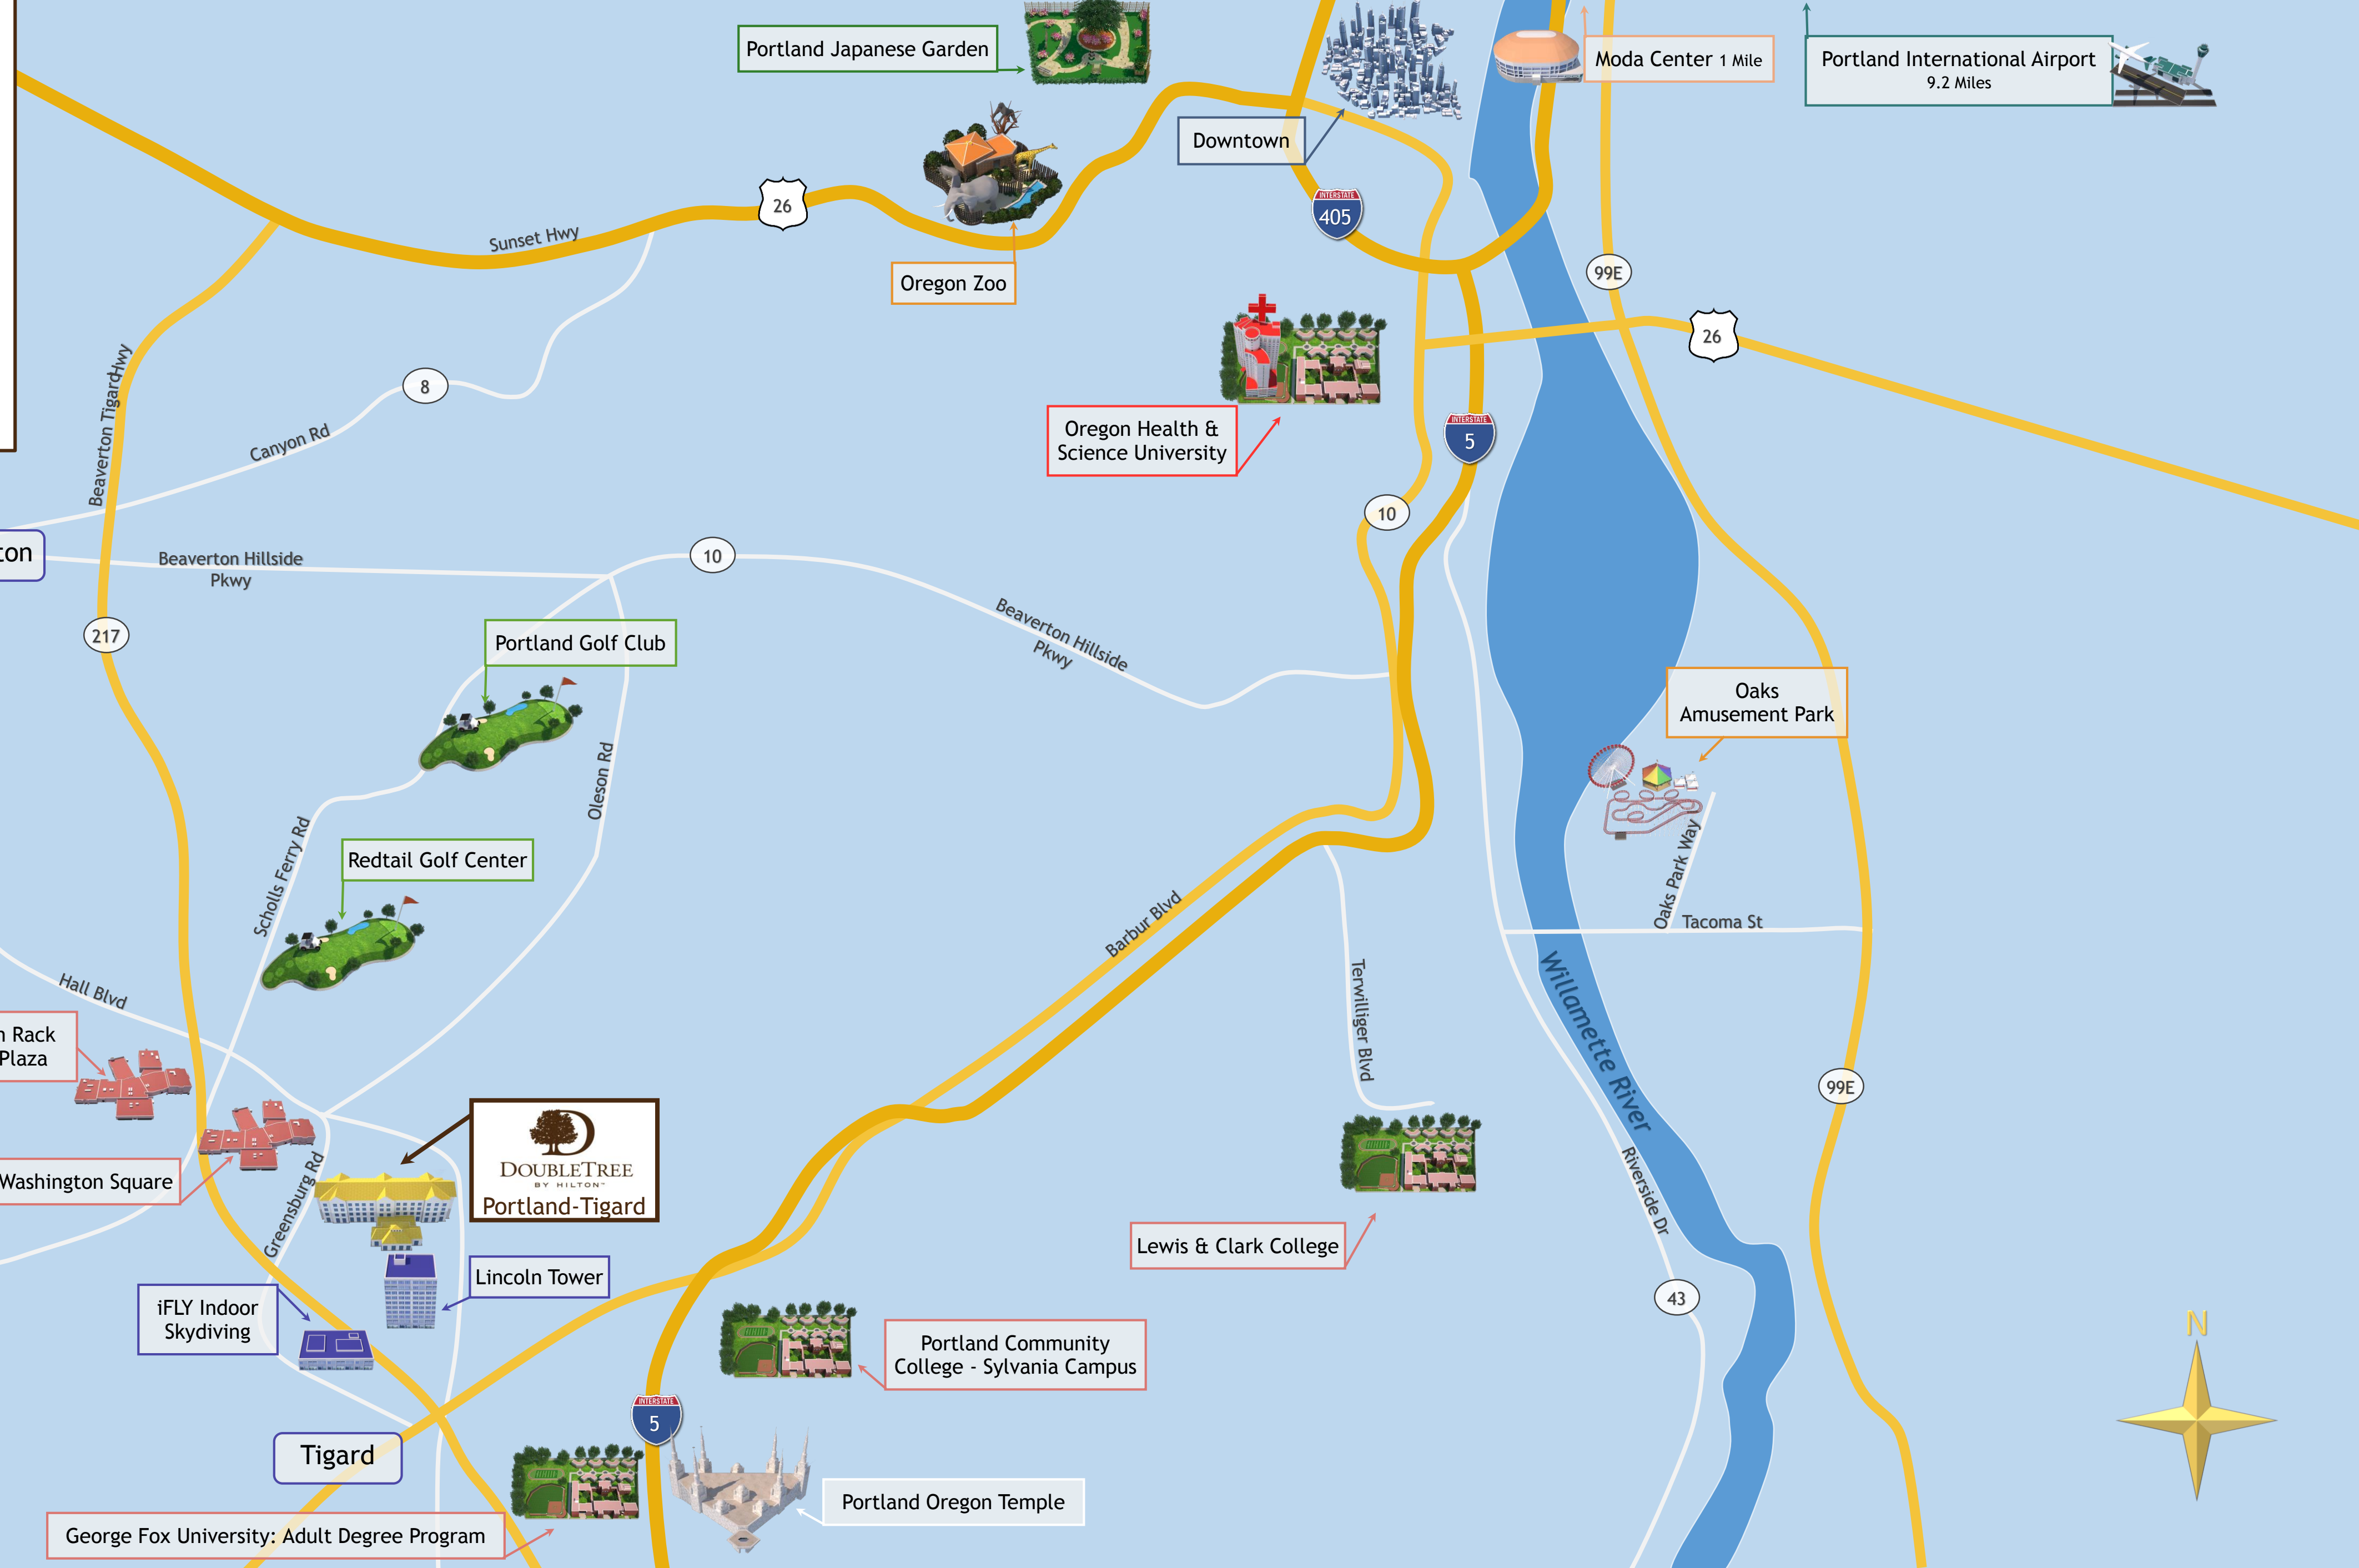 Portland Japanese Garden
Moda Center 1 Mile
Portland International Airport
9.2 Miles
Downtown
26
Sunset Hwy
INTERSTATE
405
Oregon Zoo
99E
26
Beaverton Tigard Hwy
8
Canyon Rd
Oregon Health &
Science University
INTERSTATE
5
10
ton
Beaverton Hillside
Pkwy
10
Beaverton Hillside
Pkwy
217
Portland Golf Club
Oaks
Amusement Park
Oleson Rd
Scholls Ferry Rd
Redtail Golf Center
Oaks Park Way
Tacoma St
Barbur Blvd
Hall Blvd
Terwilliger Blvd
Willamette River
n Rack
Plaza
99E
DOUBLETREE
BY HILTON™
Portland-Tigard
Washington Square
Greensburg Rd
Riverside Dr
Lewis & Clark College
Lincoln Tower
iFLY Indoor
Skydiving
43
N
Portland Community
College - Sylvania Campus
INTERSTATE
5
Tigard
Portland Oregon Temple
George Fox University: Adult Degree Program